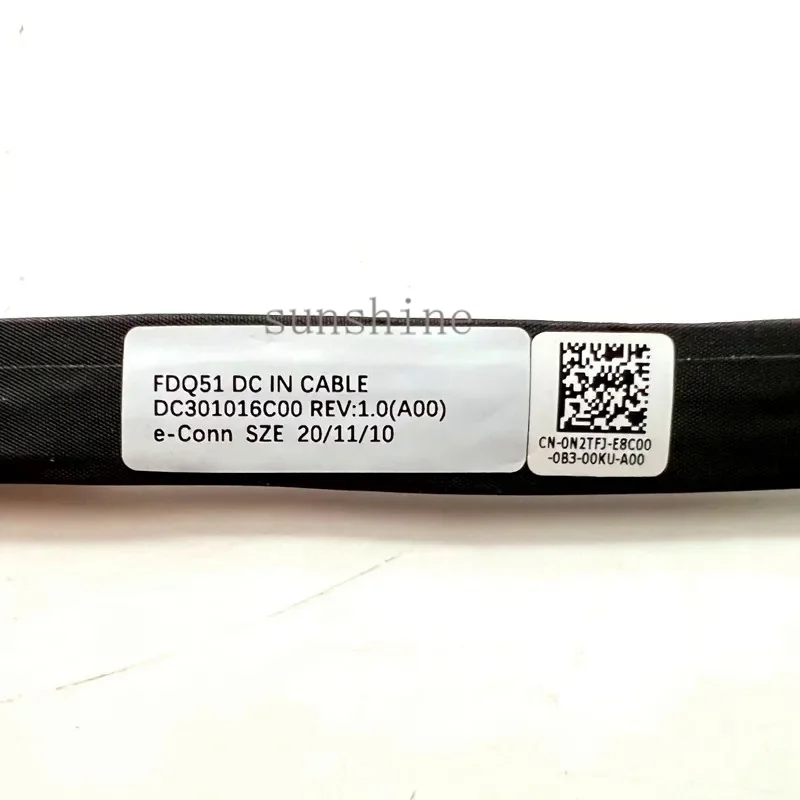 sunshine
FDQ51 DC IN CABLE
DC301016C00 REV:1.0(A00)
e-Conn SZE 20/11/10
CN-0N2TFJ-E8C00
-0B3-00KU-A00